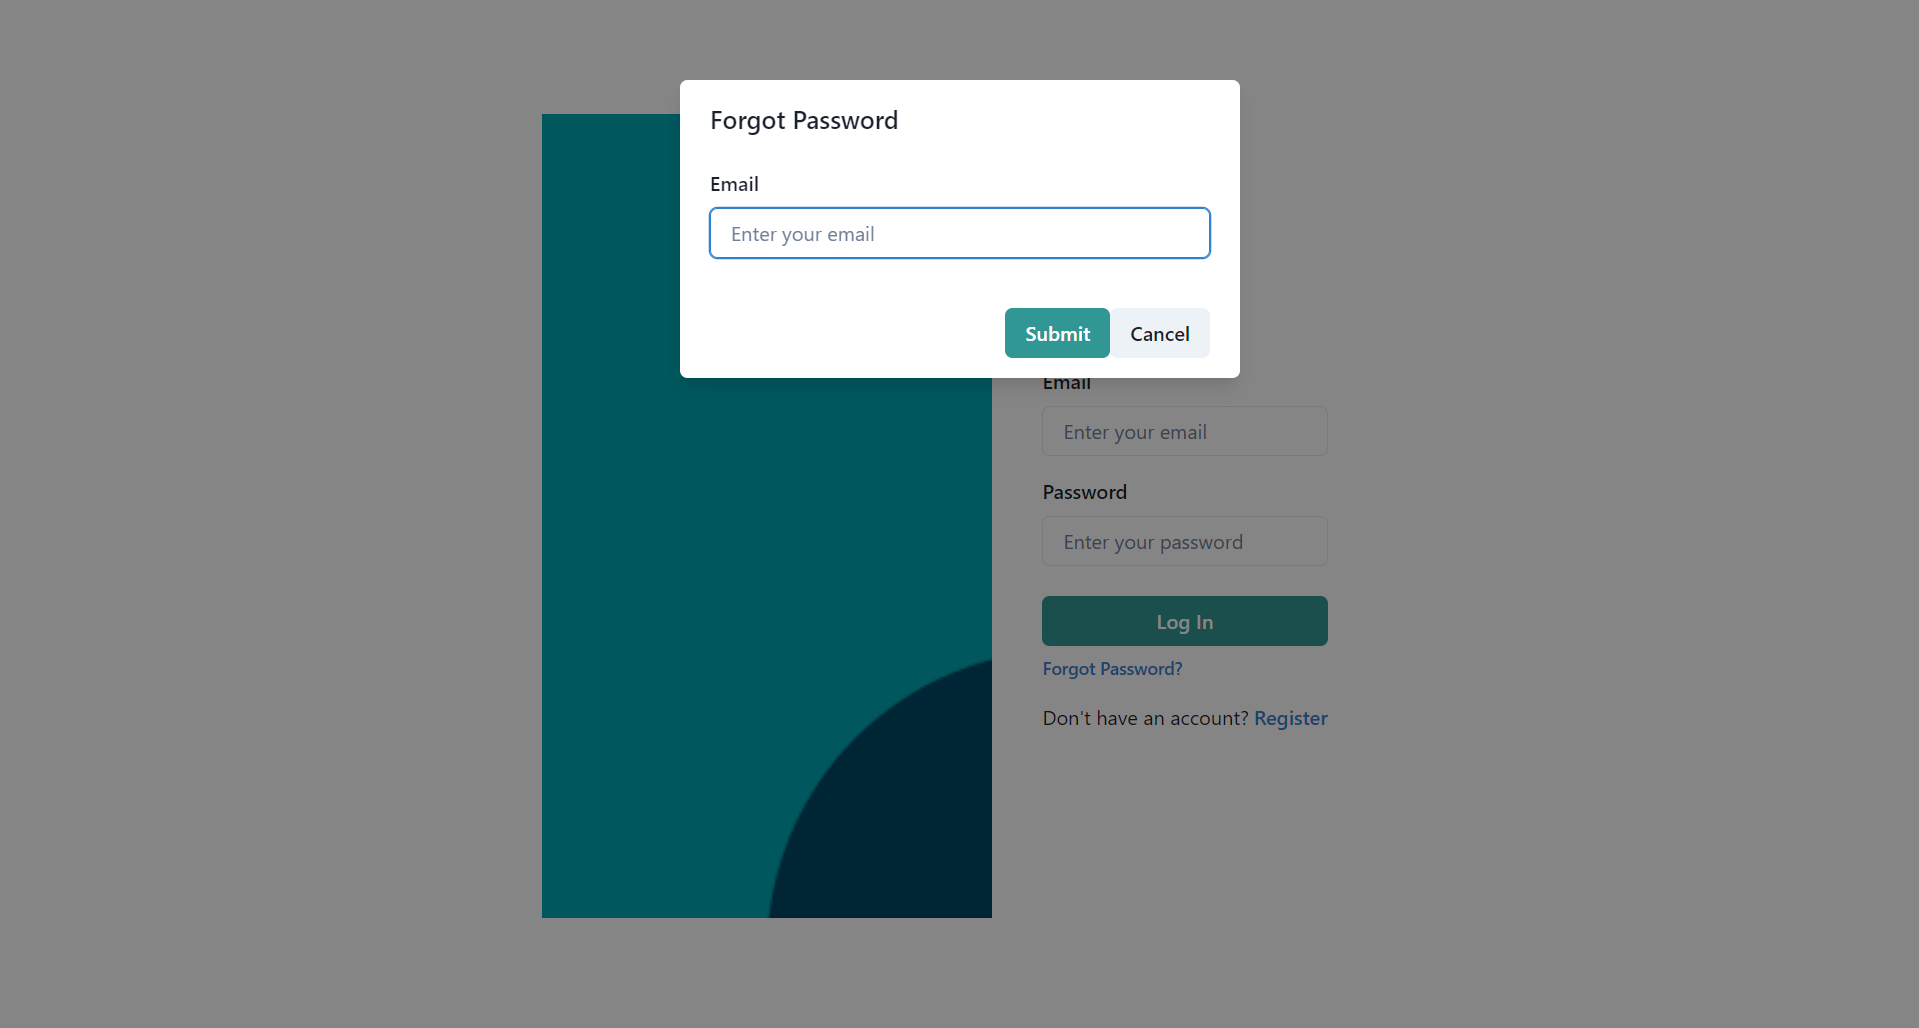 Forgot Password
Email
Enter your email
Submit Cancel
Email
Enter your email
Password
Enter your password
Log In
Forgot Password?
Don't have an account? Register